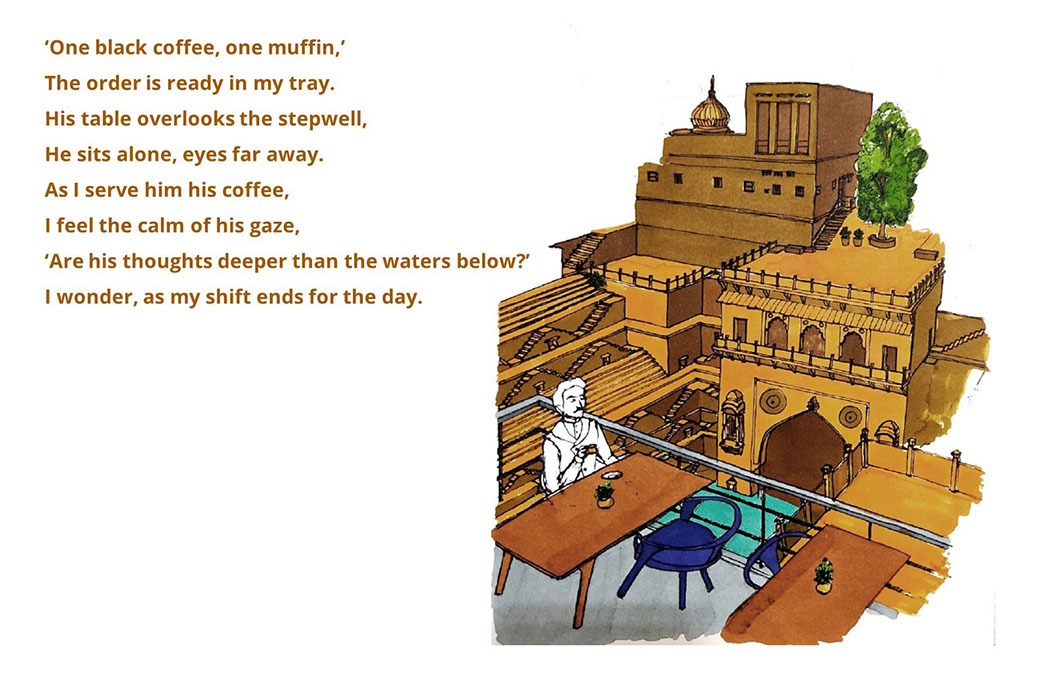 ‘One black coffee, one muffin,’
The order is ready in my tray.
His table overlooks the stepwell,
He sits alone, eyes far away.
As I serve him his coffee,
I feel the calm of his gaze,
‘Are his thoughts deeper than the waters below?’
I wonder, as my shift ends for the day.